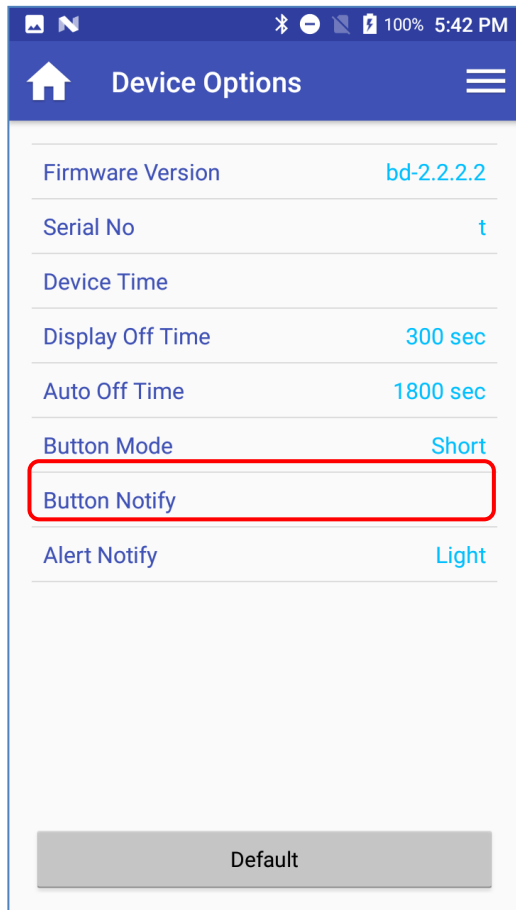 100% 5:42 PM
Device Options
Firmware Version bd-2.2.2.2
Serial No t
Device Time
Display Off Time 300 sec
Auto Off Time 1800 sec
Button Mode Short
Button Notify
Alert Notify Light
Default